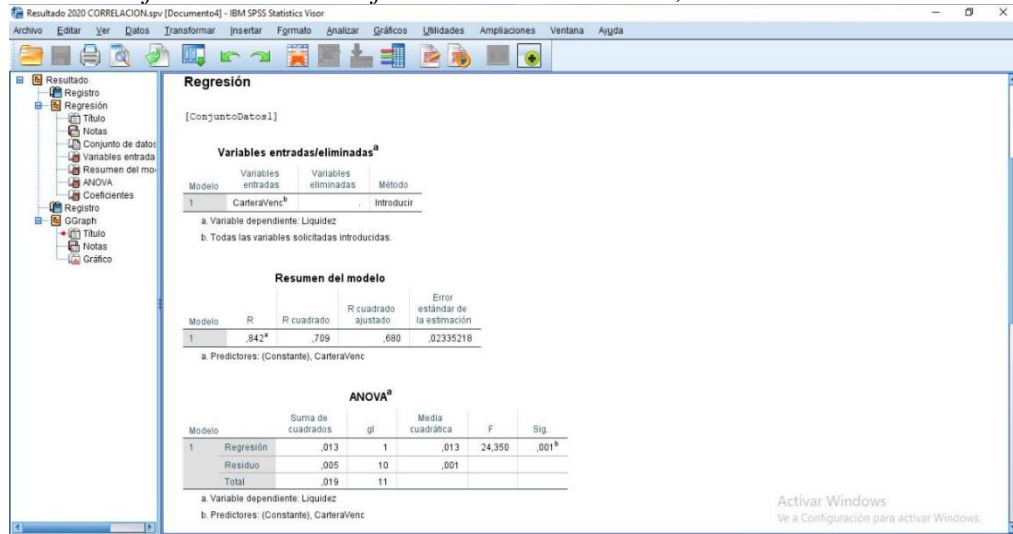 Resultado 2020 CORRELACION.spv [Documento4] - IBM SPSS Statistics Visor
Archivo Editar Ver Datos Transformar Insertar Formato Analizar Gráficos Utilidades Ampliaciones Ventana Ayuda
Resultado
Registro
Regresión
Título
Notas
Conjunto de datos
Variables entrada
Resumen del mo
ANOVA
Coeficientes
Registro
GGraph
Título
Notas
Gráfico
Regresión
[ConjuntoDatos1]
Variables entradas/eliminadas^a
Modelo Variables entradas Variables eliminadas Método
1 CarteraVenc^b . Introducir
a. Variable dependiente: Liquidez
b. Todas las variables solicitadas introducidas.
Resumen del modelo
Modelo R R cuadrado R cuadrado ajustado Error estándar de la estimación
1 ,842^a ,709 ,680 ,02335218
a. Predictores: (Constante), CarteraVenc
ANOVA^a
Modelo Suma de cuadrados gl Media cuadrática F Sig.
1 Regresión ,013 1 ,013 24,350 ,001^b
Residuo ,005 10 ,001
Total ,019 11
a. Variable dependiente: Liquidez
b. Predictores: (Constante), CarteraVenc
Activar Windows
Ve a Configuración para activar Windows.